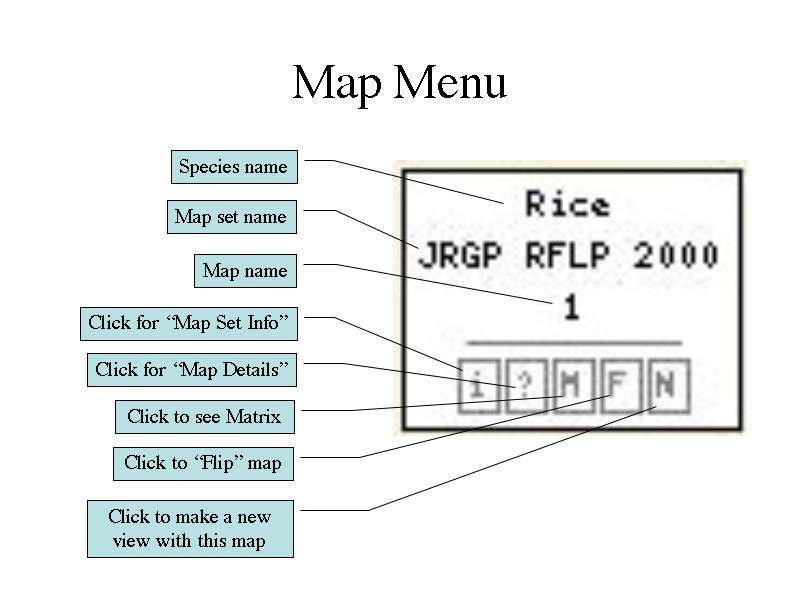 Map Menu
Species name
Map set name
Map name
Click for “Map Set Info”
Click for “Map Details”
Click to see Matrix
Click to “Flip” map
Click to make a new
view with this map
Rice
JRGP RFLP 2000
1
i ? M F N